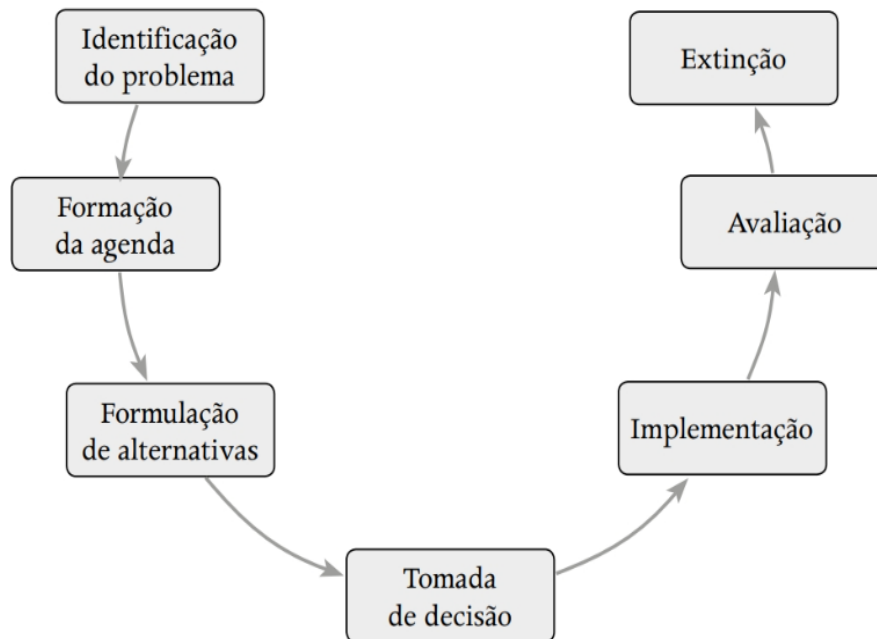 Identificação
do problema
Formação
da agenda
Formulação
de alternativas
Tomada
de decisão
Implementação
Avaliação
Extinção